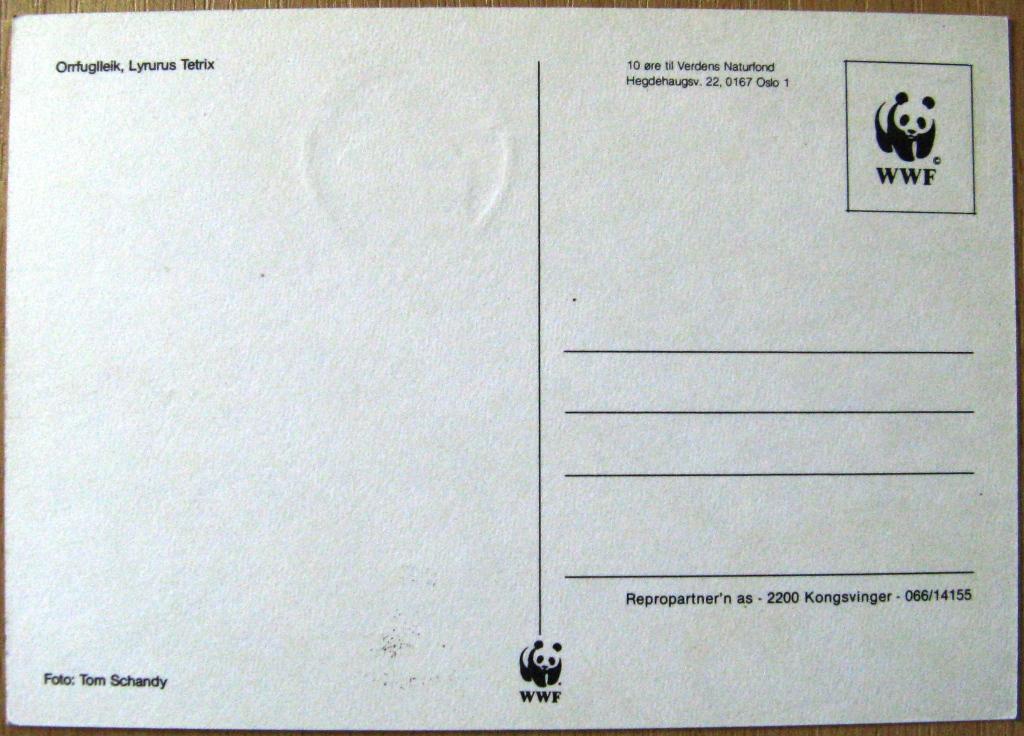 Orrfuglleik, Lyrurus Tetrix
10 øre til Verdens Naturfond
Hegdehaugsv. 22, 0167 Oslo 1
©
WWF
Repropartner'n as - 2200 Kongsvinger - 066/14155
Foto: Tom Schandy
WWF